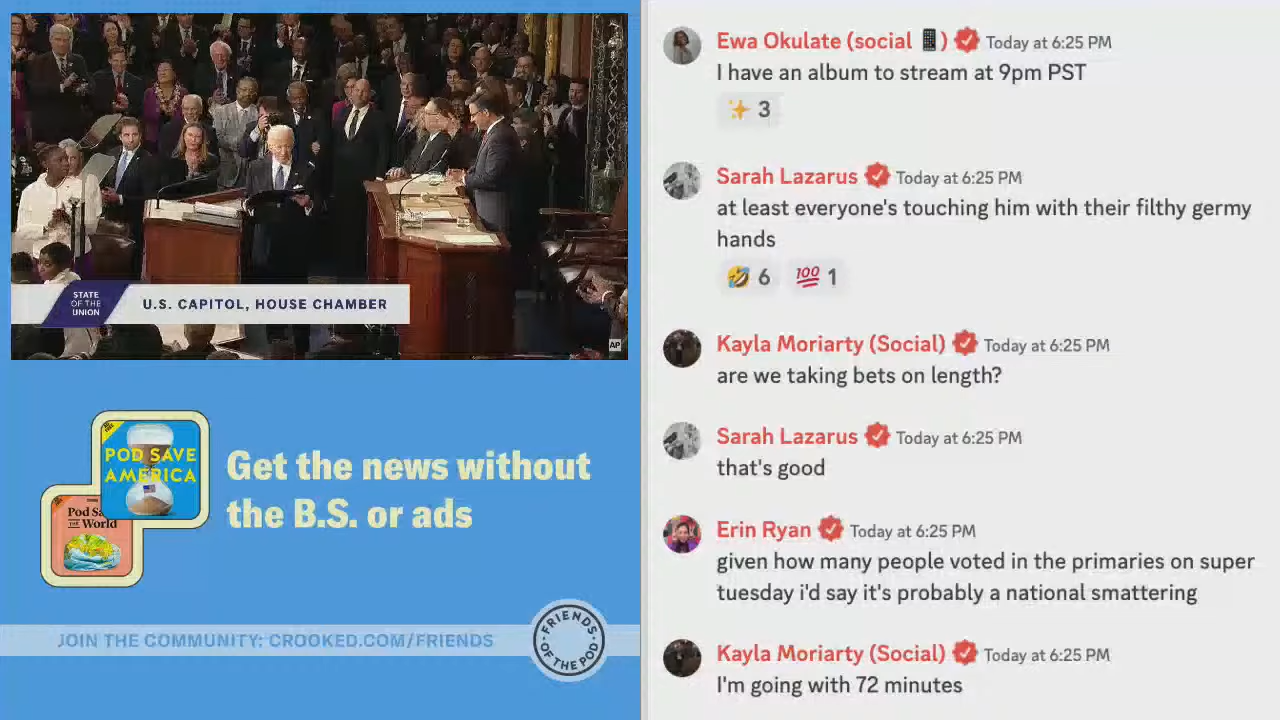 STATE
OF THE
UNION
U.S. CAPITOL, HOUSE CHAMBER
AP
POD SAVE
AMERICA
Get the news without
the B.S. or ads
JOIN THE COMMUNITY: CROOKED.COM/FRIENDS
FRIENDS
OF THE POD
Ewa Okulate (social 📱) Today at 6:25 PM
I have an album to stream at 9pm PST
✨ 3
Sarah Lazarus Today at 6:25 PM
at least everyone's touching him with their filthy germy
hands
🤣 6 💯 1
Kayla Moriarty (Social) Today at 6:25 PM
are we taking bets on length?
Sarah Lazarus Today at 6:25 PM
that's good
Erin Ryan Today at 6:25 PM
given how many people voted in the primaries on super
tuesday i'd say it's probably a national smattering
Kayla Moriarty (Social) Today at 6:25 PM
I'm going with 72 minutes